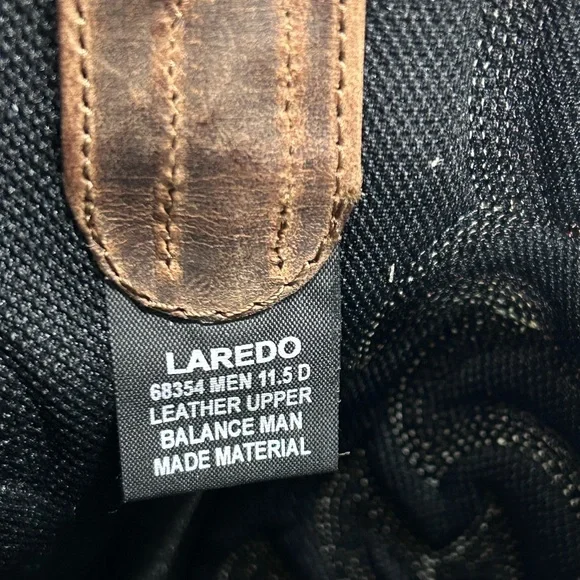 LAREDO
68354 MEN 11.5 D
LEATHER UPPER
BALANCE MAN
MADE MATERIAL